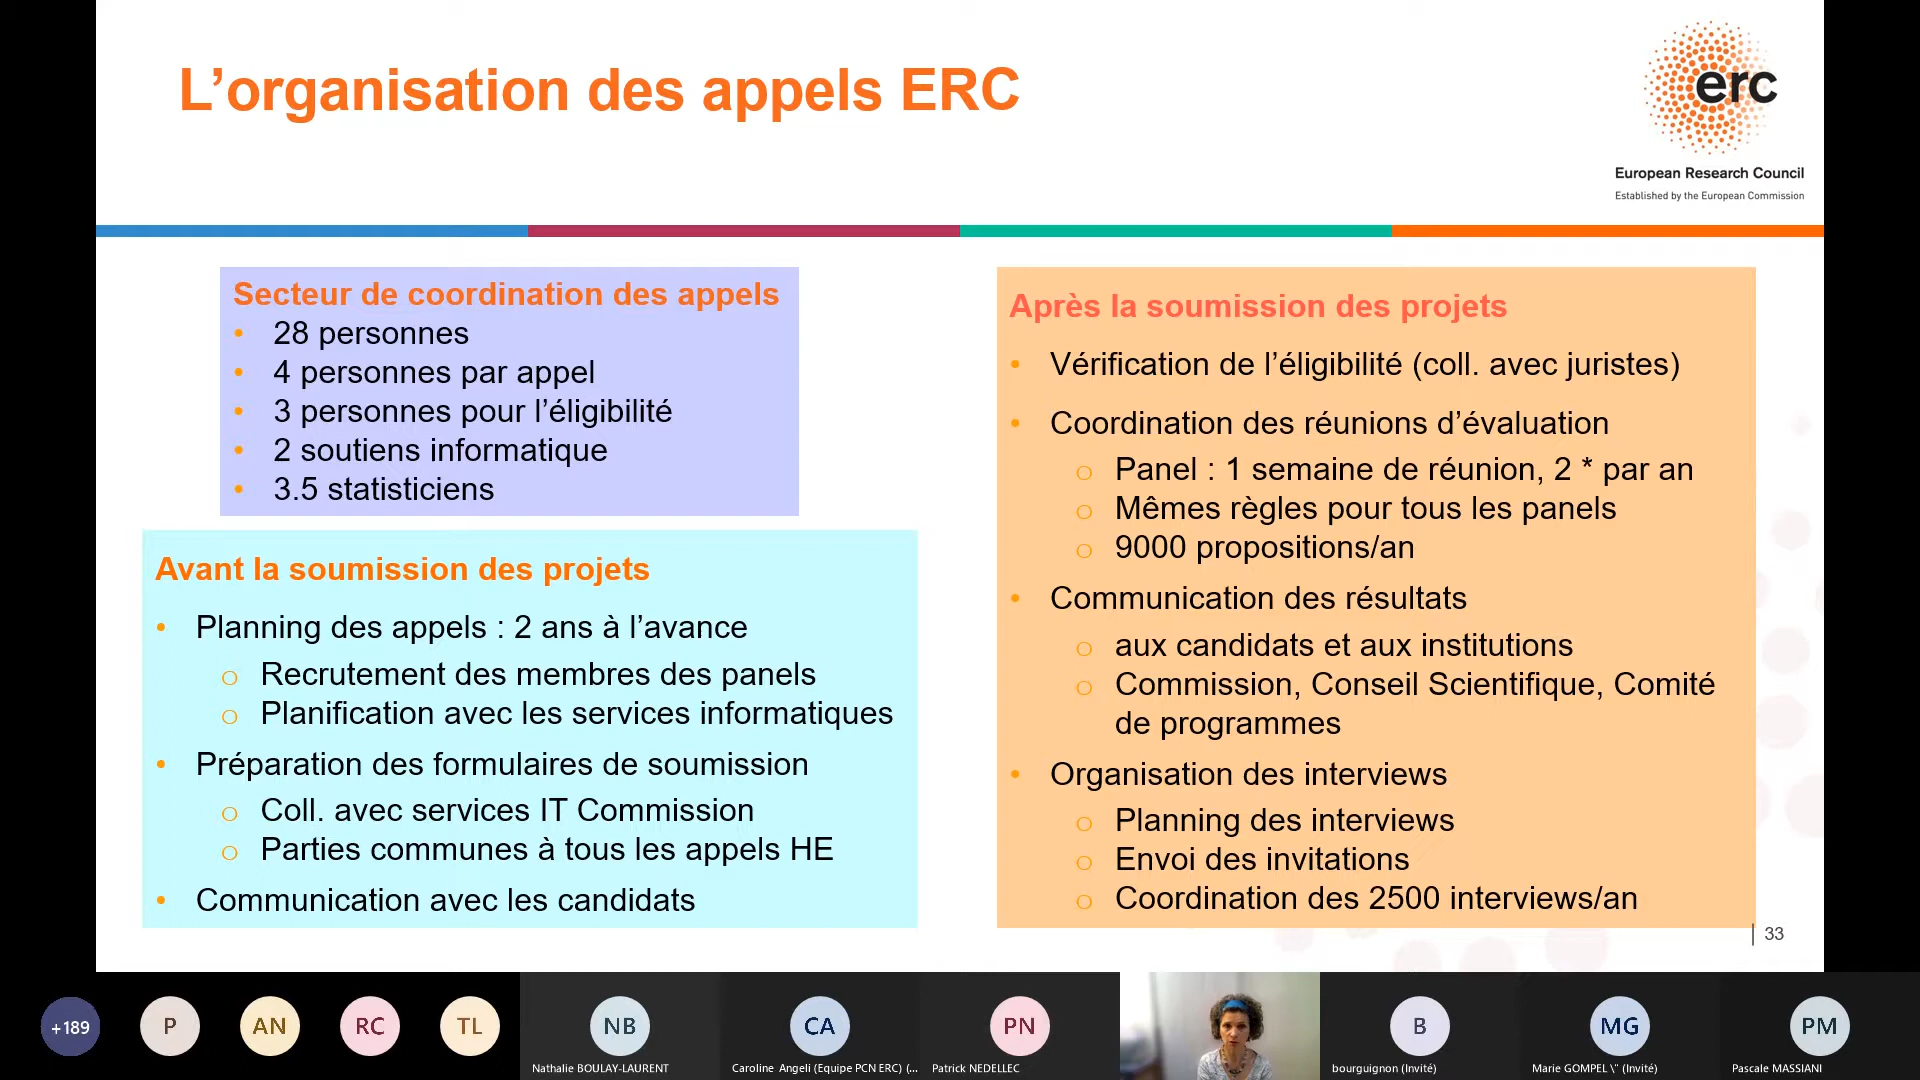 L’organisation des appels ERC
erc
European Research Council
Established by the European Commission
Secteur de coordination des appels
• 28 personnes
• 4 personnes par appel
• 3 personnes pour l’éligibilité
• 2 soutiens informatique
• 3.5 statisticiens
Avant la soumission des projets
• Planning des appels : 2 ans à l’avance
o Recrutement des membres des panels
o Planification avec les services informatiques
• Préparation des formulaires de soumission
o Coll. avec services IT Commission
o Parties communes à tous les appels HE
• Communication avec les candidats
Après la soumission des projets
• Vérification de l’éligibilité (coll. avec juristes)
• Coordination des réunions d’évaluation
o Panel : 1 semaine de réunion, 2 * par an
o Mêmes règles pour tous les panels
o 9000 propositions/an
• Communication des résultats
o aux candidats et aux institutions
o Commission, Conseil Scientifique, Comité
de programmes
• Organisation des interviews
o Planning des interviews
o Envoi des invitations
o Coordination des 2500 interviews/an
| 33
+189
P
AN
RC
TL
NB
Nathalie BOULAY-LAURENT
CA
Caroline Angeli (Equipe PCN ERC) (...
PN
Patrick NEDELLEC
B
bourguignon (Invité)
MG
Marie GOMPEL \" (Invité)
PM
Pascale MASSIANI